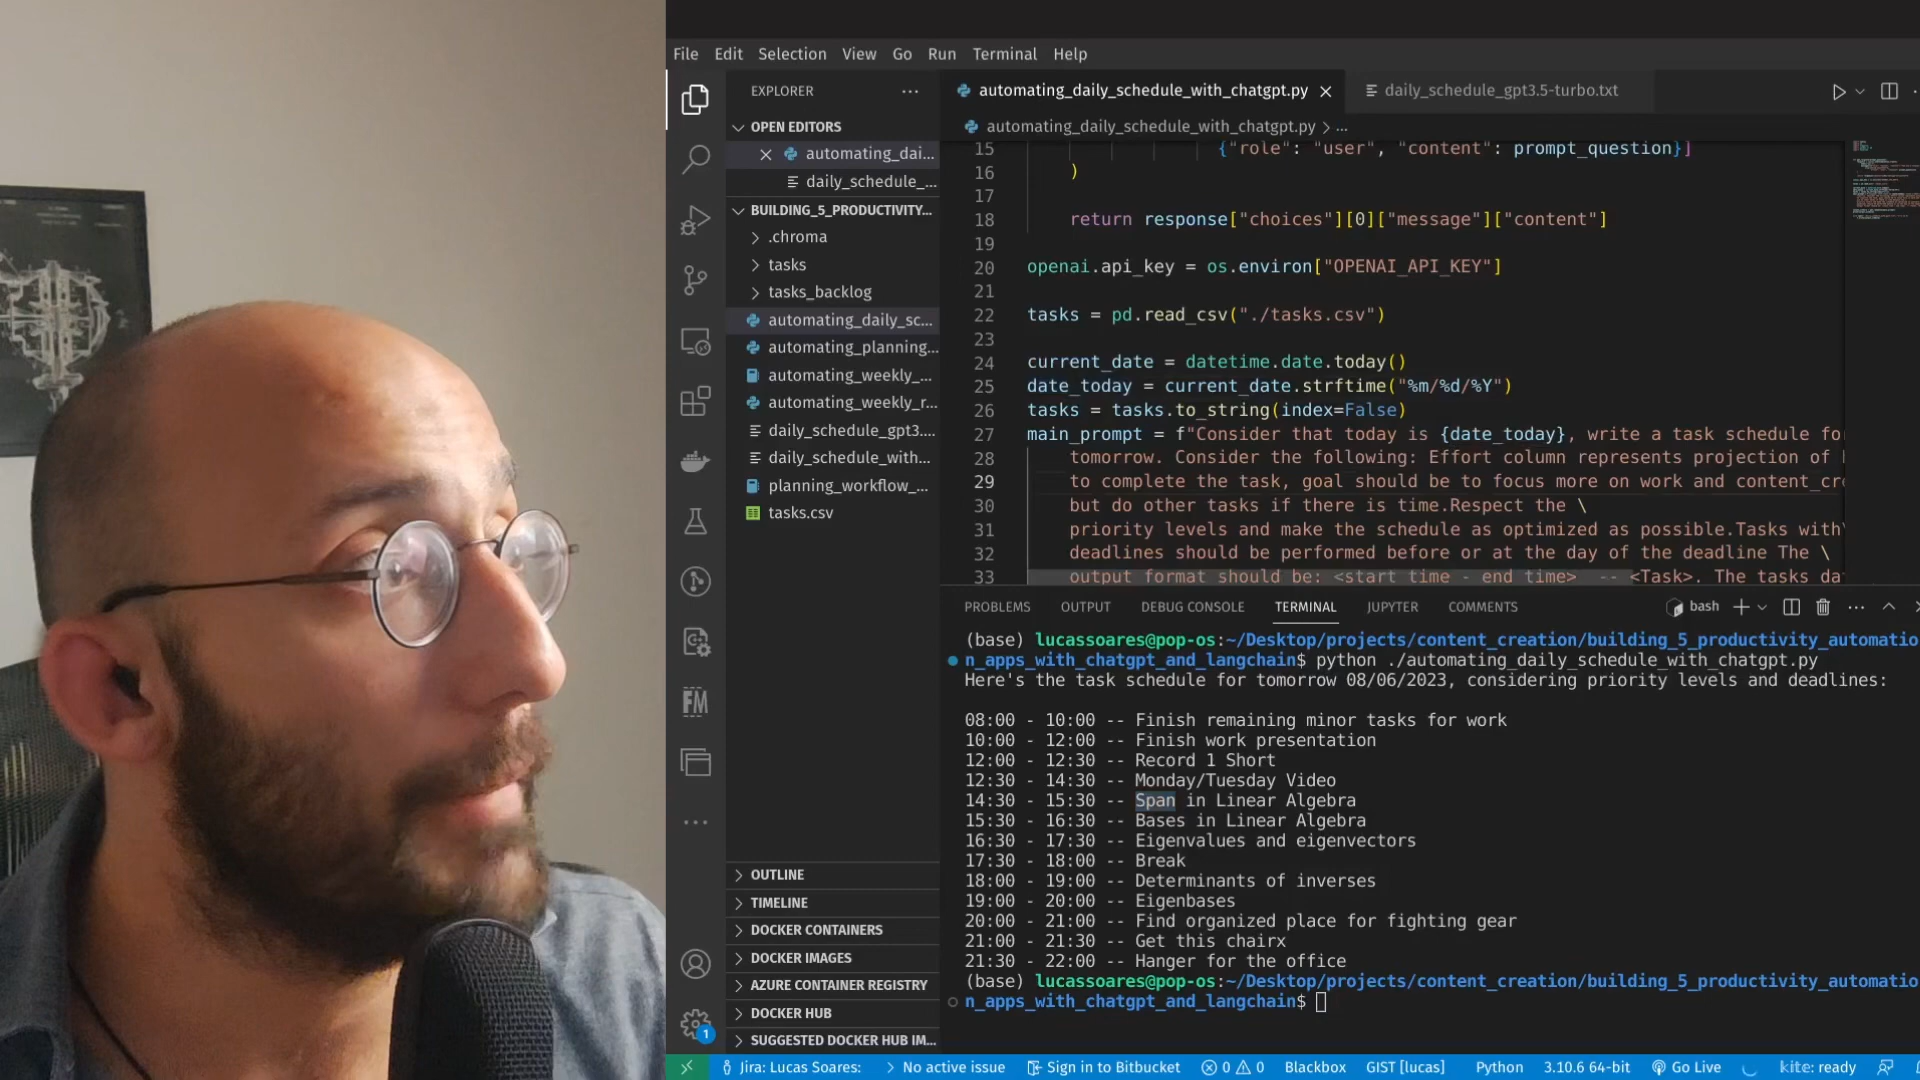 File Edit Selection View Go Run Terminal Help
EXPLORER
OPEN EDITORS
automating_dai...
daily_schedule_...
BUILDING_5_PRODUCTIVITY...
.chroma
tasks
tasks_backlog
automating_daily_sc...
automating_planning...
automating_weekly_...
automating_weekly_r...
daily_schedule_gpt3....
daily_schedule_with...
planning_workflow_...
tasks.csv
OUTLINE
TIMELINE
DOCKER CONTAINERS
DOCKER IMAGES
AZURE CONTAINER REGISTRY
DOCKER HUB
SUGGESTED DOCKER HUB IM...
automating_daily_schedule_with_chatgpt.py daily_schedule_gpt3.5-turbo.txt
automating_daily_schedule_with_chatgpt.py > ...
15 {"role": "user", "content": prompt_question}]
16 )
17
18 return response["choices"][0]["message"]["content"]
19
20 openai.api_key = os.environ["OPENAI_API_KEY"]
21
22 tasks = pd.read_csv("./tasks.csv")
23
24 current_date = datetime.date.today()
25 date_today = current_date.strftime("%m/%d/%Y")
26 tasks = tasks.to_string(index=False)
27 main_prompt = f"Consider that today is {date_today}, write a task schedule fo
28 tomorrow. Consider the following: Effort column represents projection of
29 to complete the task, goal should be to focus more on work and content_cr
30 but do other tasks if there is time.Respect the \
31 priority levels and make the schedule as optimized as possible.Tasks with\
32 deadlines should be performed before or at the day of the deadline The \
33 output format should be: <start time - end time> -- <Task>. The tasks da
PROBLEMS OUTPUT DEBUG CONSOLE TERMINAL JUPYTER COMMENTS bash
(base) lucassoares@pop-os:~/Desktop/projects/content_creation/building_5_productivity_automatio
n_apps_with_chatgpt_and_langchain$ python ./automating_daily_schedule_with_chatgpt.py
Here's the task schedule for tomorrow 08/06/2023, considering priority levels and deadlines:
08:00 - 10:00 -- Finish remaining minor tasks for work
10:00 - 12:00 -- Finish work presentation
12:00 - 12:30 -- Record 1 Short
12:30 - 14:30 -- Monday/Tuesday Video
14:30 - 15:30 -- Span in Linear Algebra
15:30 - 16:30 -- Bases in Linear Algebra
16:30 - 17:30 -- Eigenvalues and eigenvectors
17:30 - 18:00 -- Break
18:00 - 19:00 -- Determinants of inverses
19:00 - 20:00 -- Eigenbases
20:00 - 21:00 -- Find organized place for fighting gear
21:00 - 21:30 -- Get this chairx
21:30 - 22:00 -- Hanger for the office
(base) lucassoares@pop-os:~/Desktop/projects/content_creation/building_5_productivity_automatio
n_apps_with_chatgpt_and_langchain$
1
Jira: Lucas Soares: > No active issue Sign in to Bitbucket 0 0 Blackbox GIST [lucas] Python 3.10.6 64-bit Go Live kite: ready